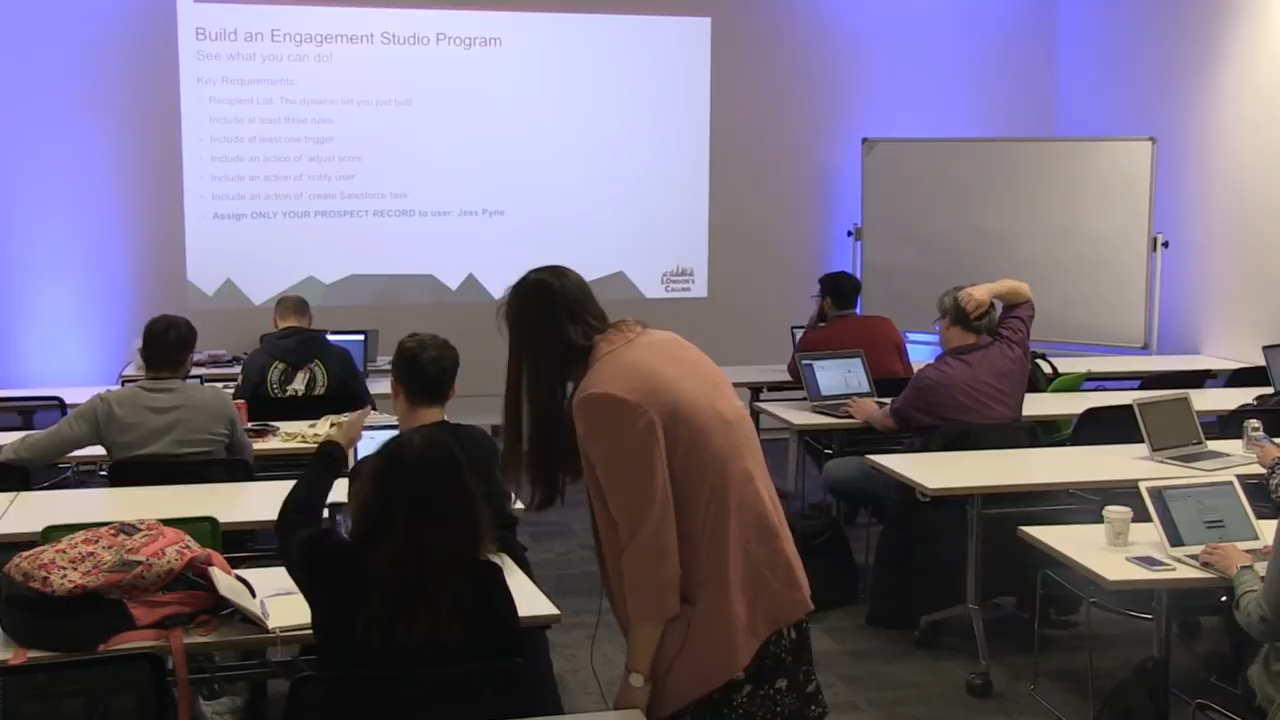 Build an Engagement Studio Program
See what you can do!
Key Requirements:
Recipient List: The dynamic list you just built
Include at least three rules
Include at least one trigger
Include an action of 'adjust score'
Include an action of 'notify user'
Include an action of 'create Salesforce task'
Assign ONLY YOUR PROSPECT RECORD to user: Jess Pyne
LONDON'S
CALLING